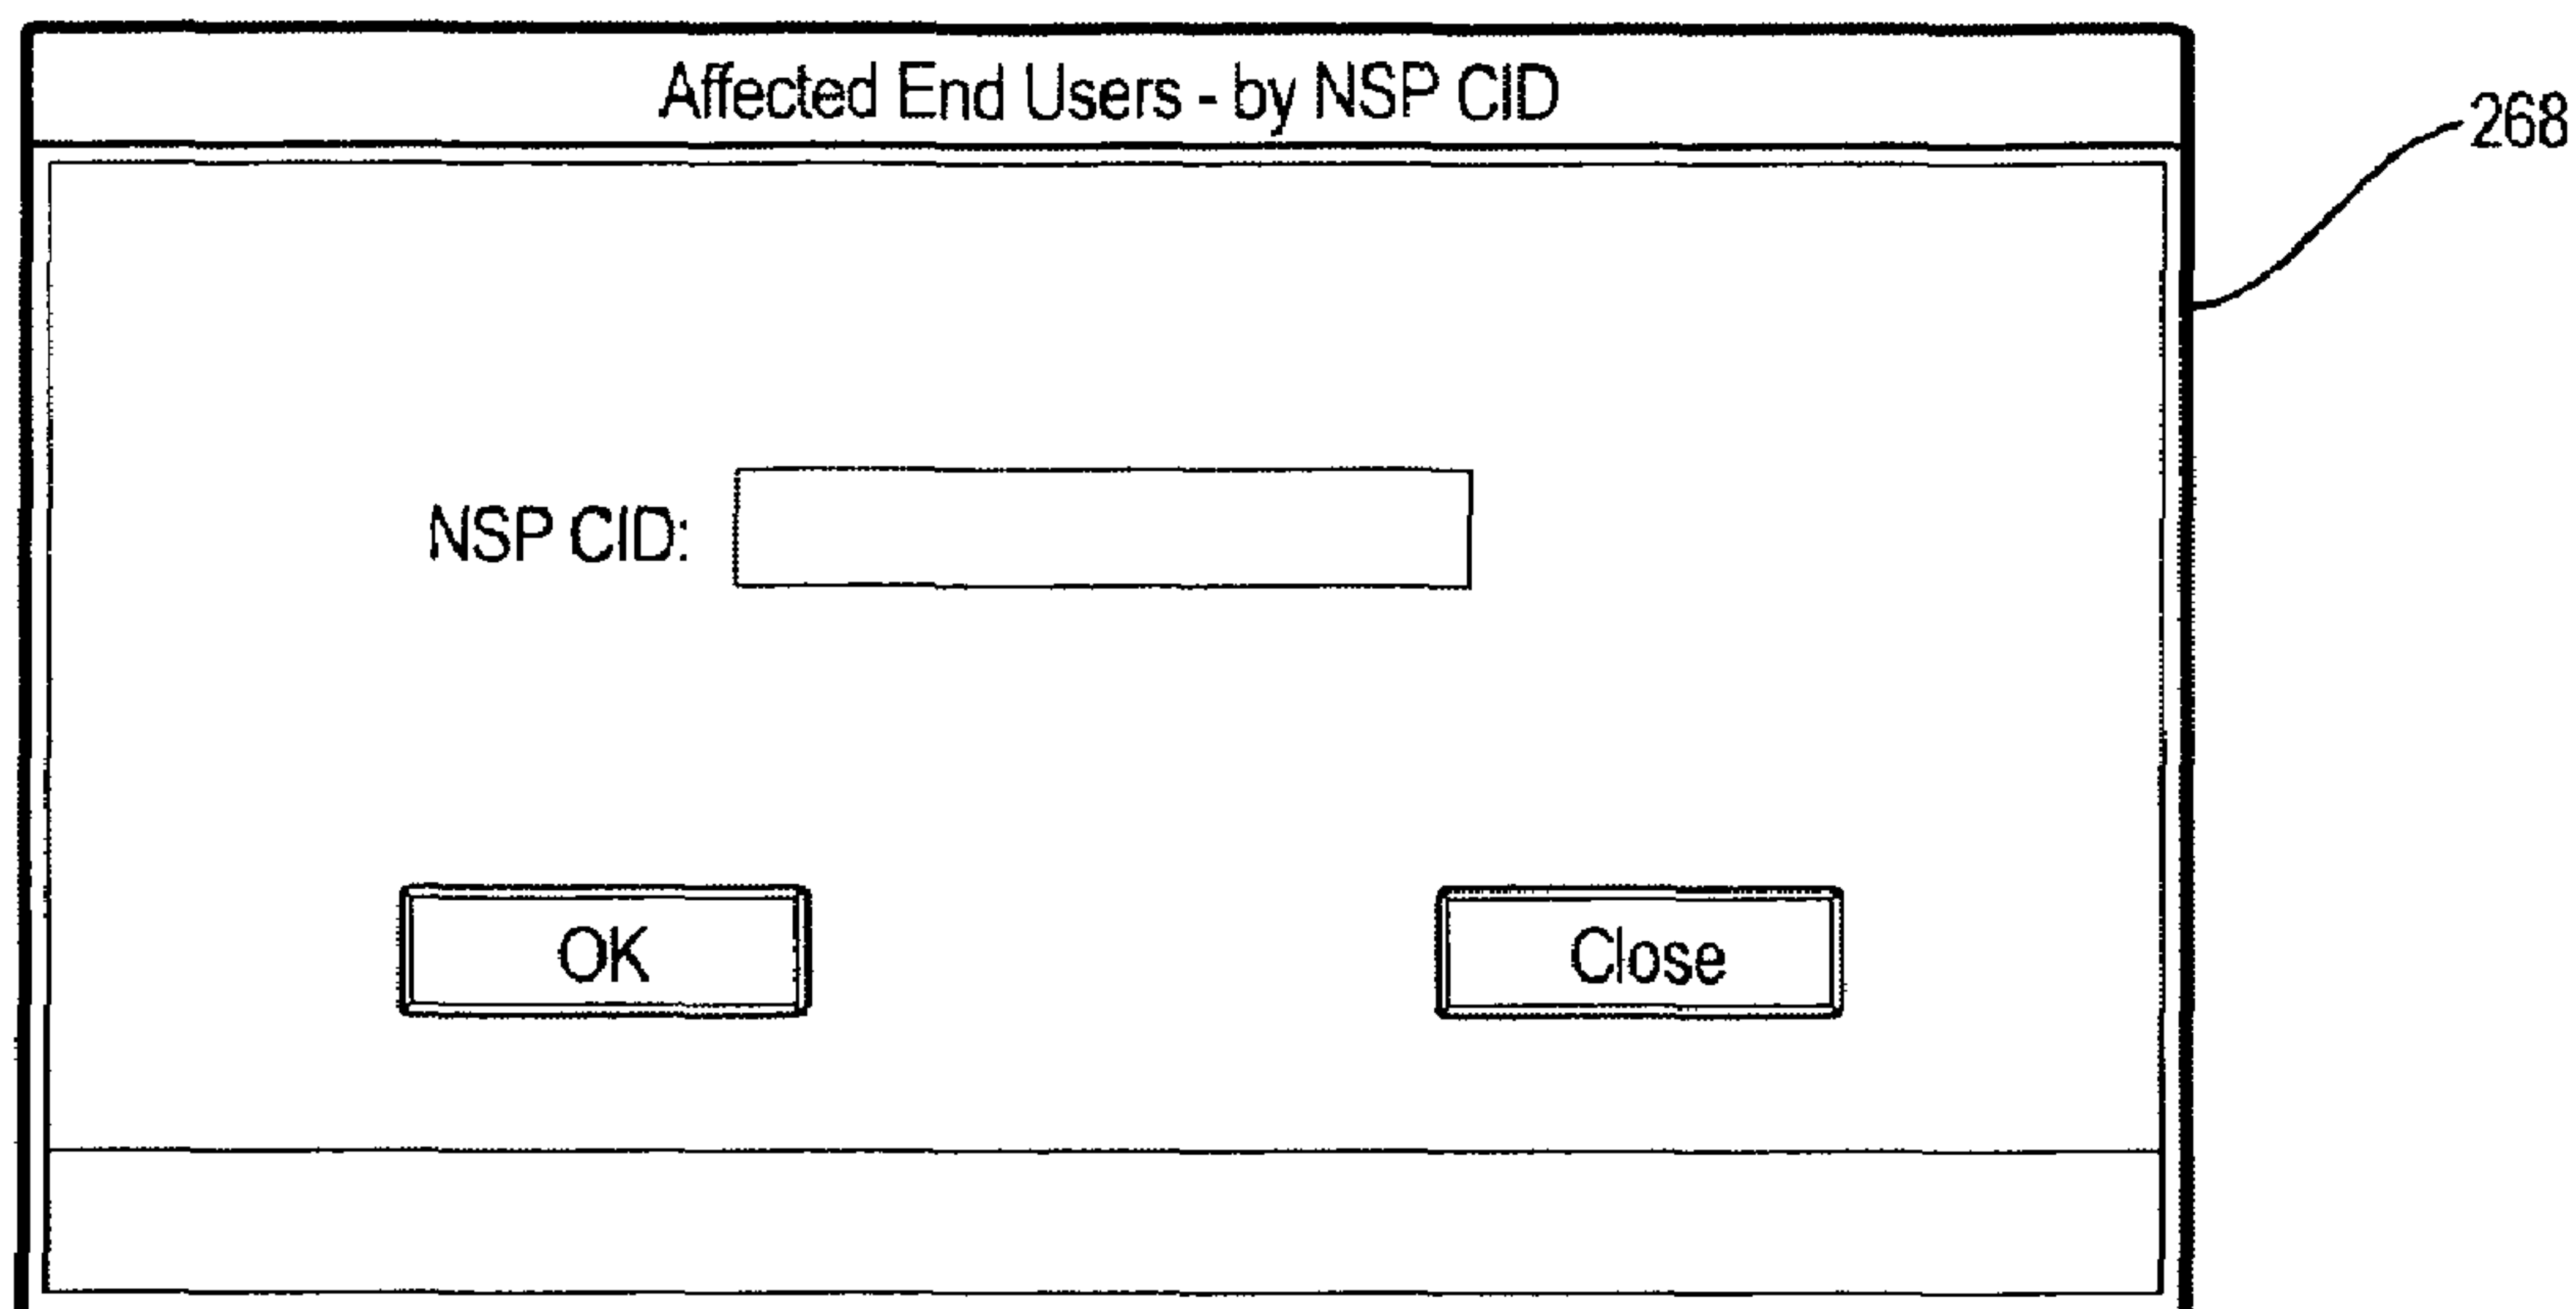 Affected End Users - by NSP CID
268
NSP CID:
OK
Close